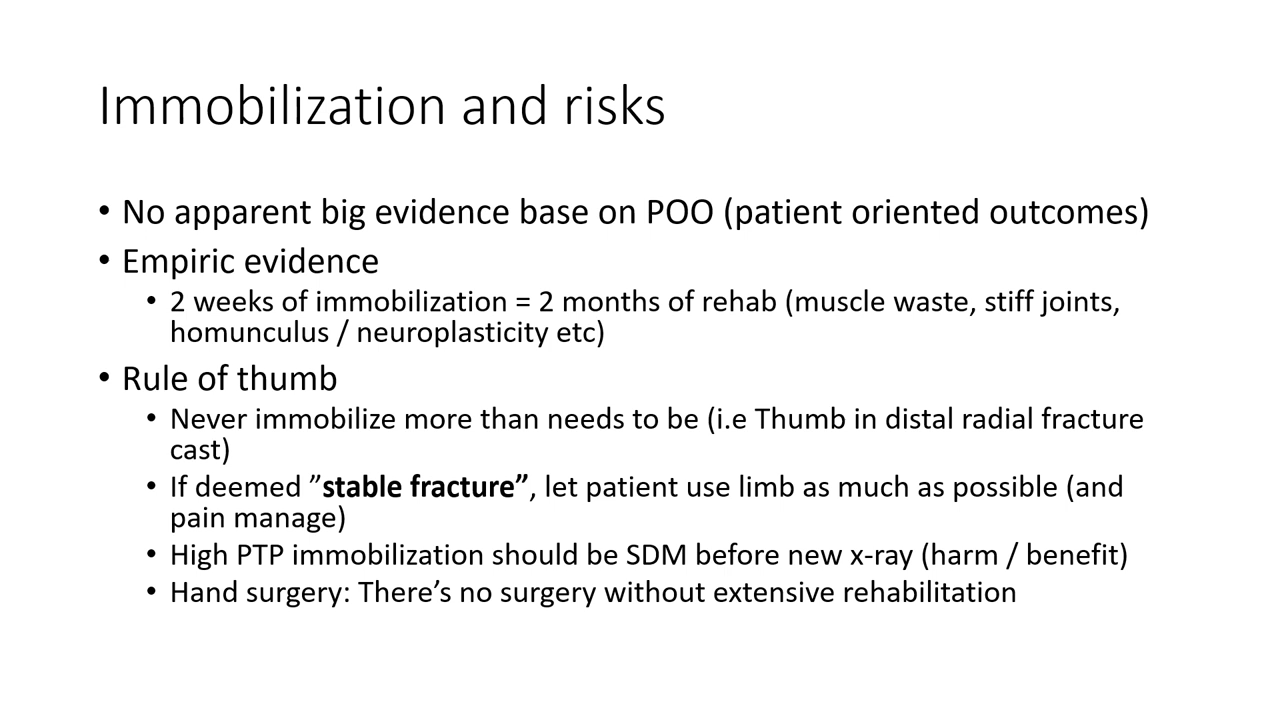 Immobilization and risks
• No apparent big evidence base on POO (patient oriented outcomes)
• Empiric evidence
• 2 weeks of immobilization = 2 months of rehab (muscle waste, stiff joints,
homunculus / neuroplasticity etc)
• Rule of thumb
• Never immobilize more than needs to be (i.e Thumb in distal radial fracture
cast)
• If deemed ”stable fracture”, let patient use limb as much as possible (and
pain manage)
• High PTP immobilization should be SDM before new x-ray (harm / benefit)
• Hand surgery: There’s no surgery without extensive rehabilitation